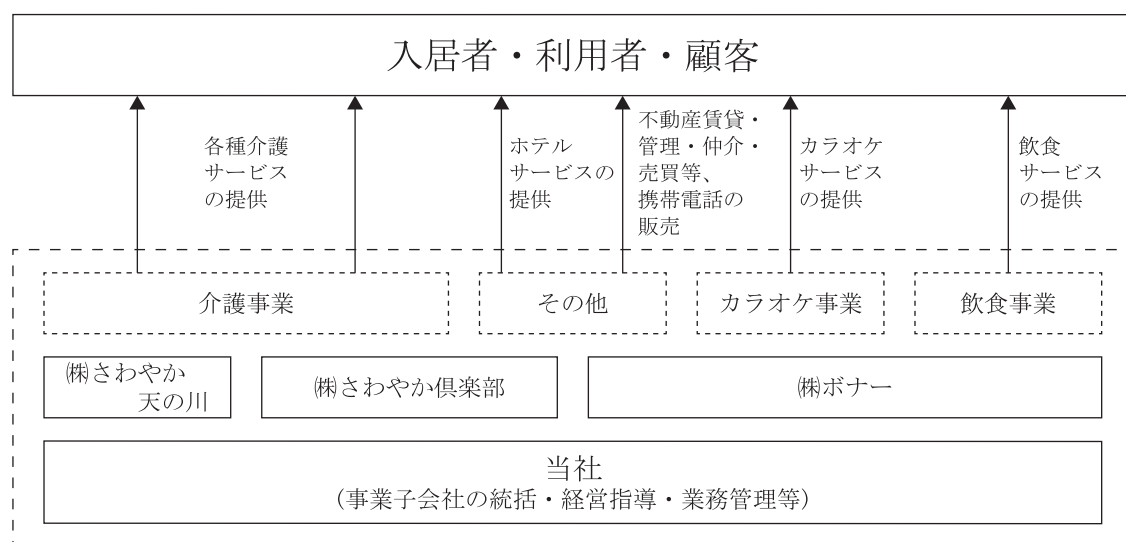 入居者・利用者・顧客
各種介護
サービス
の提供
ホテル
サービスの
提供
不動産賃貸・
管理・仲介・
売買等、
携帯電話の
販売
カラオケ
サービス
の提供
飲食
サービス
の提供
介護事業
その他
カラオケ事業
飲食事業
㈱さわやか
天の川
㈱さわやか倶楽部
㈱ボナー
当社
（事業子会社の統括・経営指導・業務管理等）